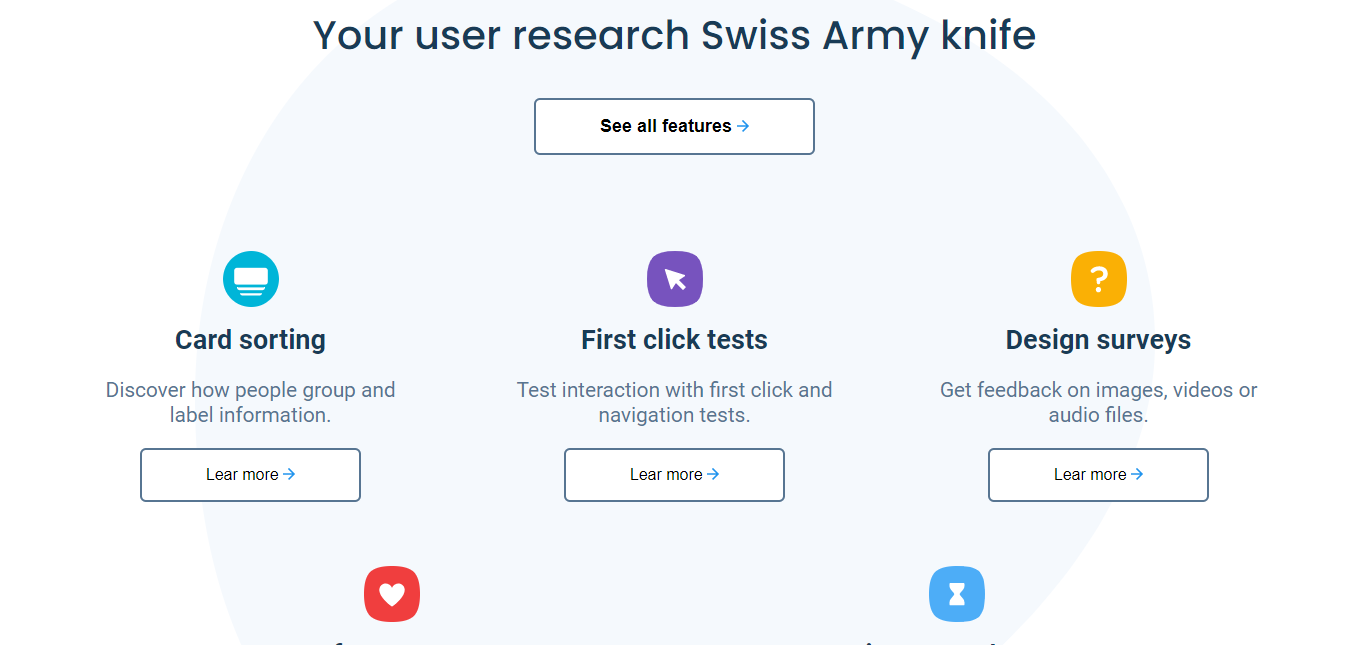 Your user research Swiss Army knife
See all features →
Card sorting
First click tests
Design surveys
Discover how people group and
label information.
Test interaction with first click and
navigation tests.
Get feedback on images, videos or
audio files.
Lear more →
Lear more →
Lear more →